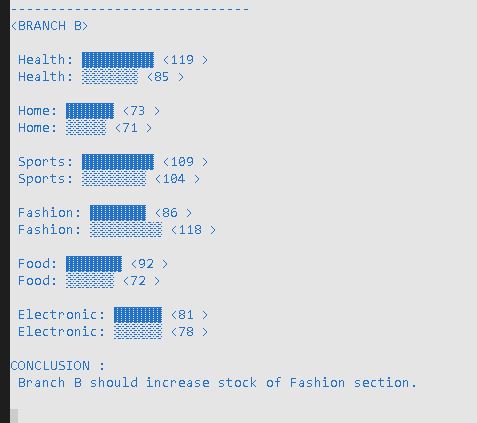 ------------------------------
<BRANCH B>
Health: ▓▓▓▓▓▓▓▓▓ <119 >
Health: ░░░░░░░ <85 >
Home: ▓▓▓▓▓▓ <73 >
Home: ░░░░░ <71 >
Sports: ▓▓▓▓▓▓▓▓▓ <109 >
Sports: ░░░░░░░░ <104 >
Fashion: ▓▓▓▓▓▓▓ <86 >
Fashion: ░░░░░░░░░ <118 >
Food: ▓▓▓▓▓▓▓ <92 >
Food: ░░░░░░ <72 >
Electronic: ▓▓▓▓▓▓ <81 >
Electronic: ░░░░░░ <78 >
CONCLUSION :
Branch B should increase stock of Fashion section.